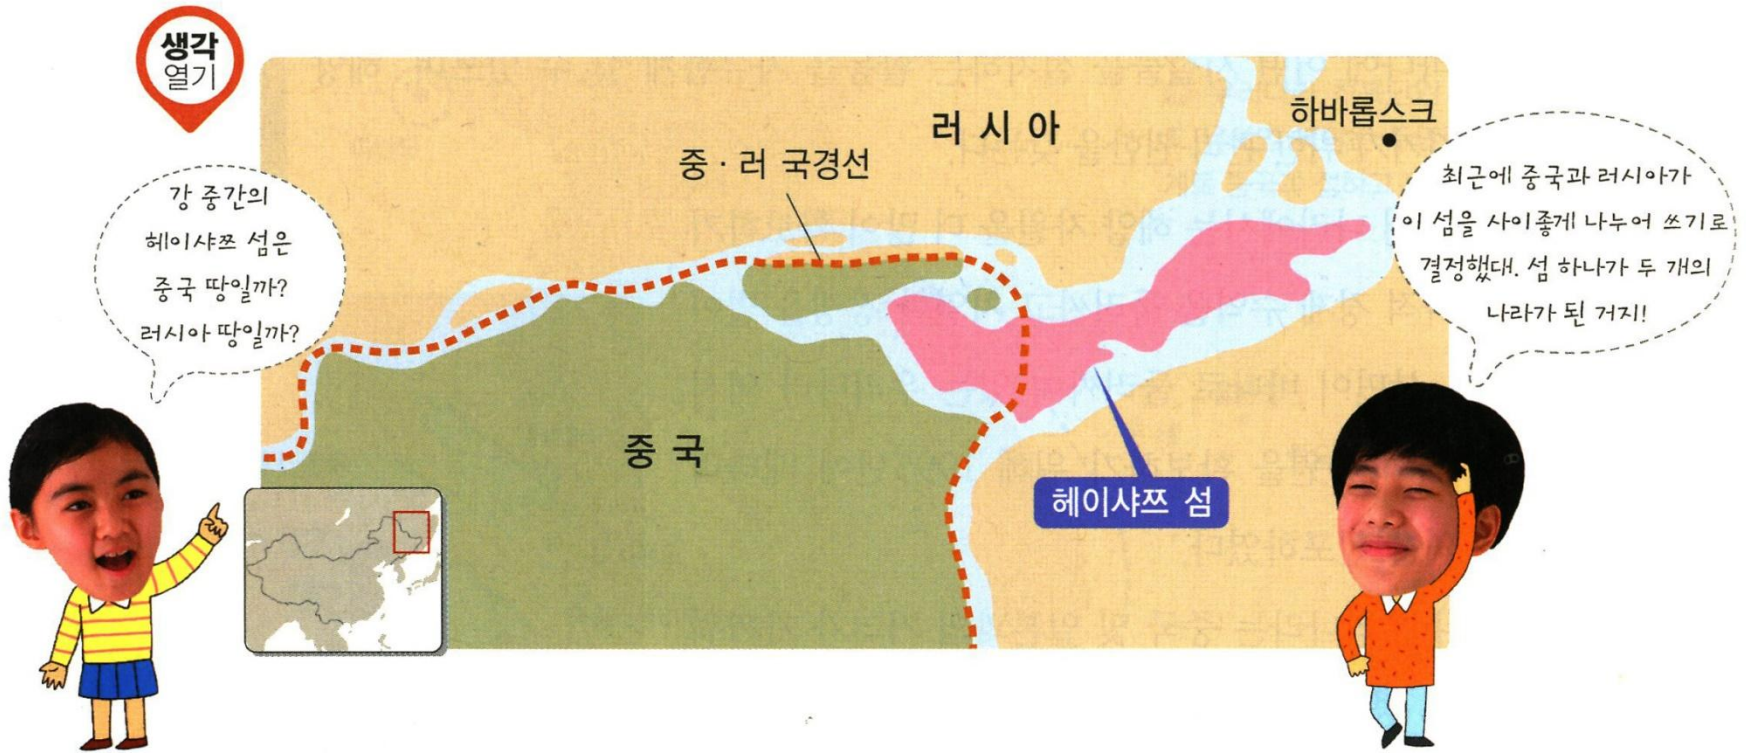 생각
열기
강 중간의
헤이샤쯔 섬은
중국 땅일까?
러시아 땅일까?
러시아
중·러 국경선
하바롭스크
최근에 중국과 러시아가
이 섬을 사이좋게 나누어 쓰기로
결정했대. 섬 하나가 두 개의
나라가 된 거지!
중국
헤이샤쯔 섬